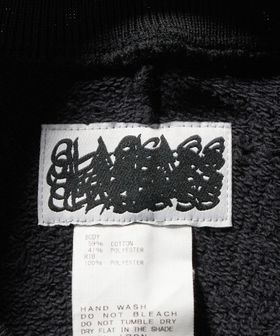 BODY
59% COTTON
41% POLYESTER
RIB
100% POLYESTER
HAND WASH
DO NOT BLEACH
DO NOT TUMBLE DRY
DRY FLAT IN THE SHADE